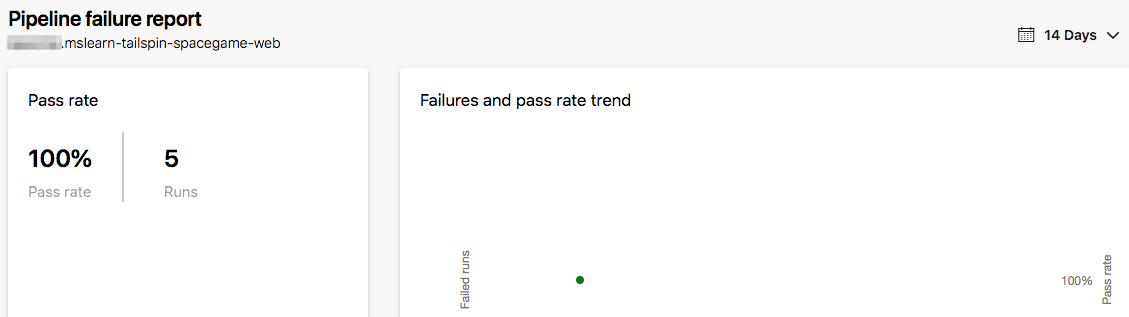 Pipeline failure report
.mslearn-tailspin-spacegame-web
14 Days
Pass rate
100%
Pass rate
5
Runs
Failures and pass rate trend
Failed runs
100%
Pass rate